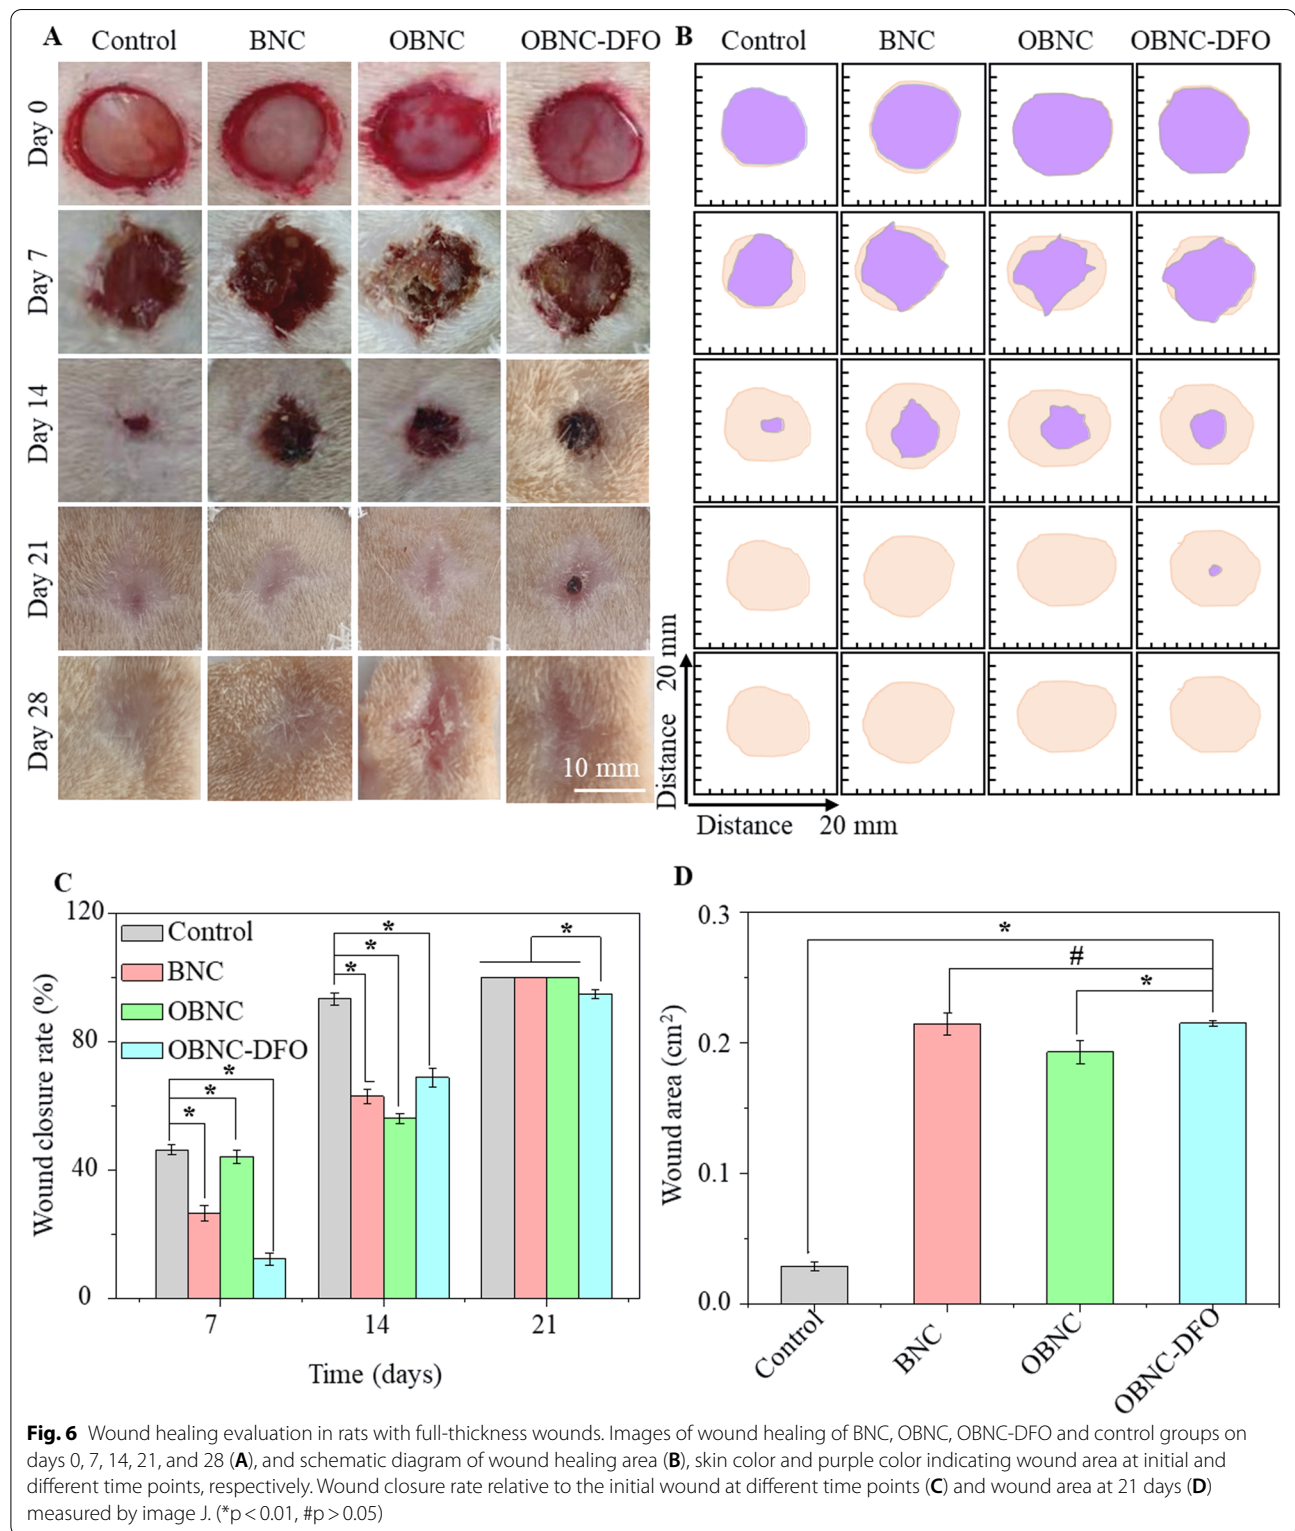 A
Control
BNC
OBNC
OBNC-DFO
B
Control
BNC
OBNC
OBNC-DFO
Day 0
Day 7
Day 14
Day 21
Day 28
10 mm
Distance 20 mm
Distance 20 mm
C
120
80
40
0
Wound closure rate (%)
Control
BNC
OBNC
OBNC-DFO
* * *
* * *
*
7
14
21
Time (days)
D
0.3
0.2
0.1
0.0
Wound area (cm²)
*
#
*
Control
BNC
OBNC
OBNC-DFO
Fig. 6 Wound healing evaluation in rats with full-thickness wounds. Images of wound healing of BNC, OBNC, OBNC-DFO and control groups on
days 0, 7, 14, 21, and 28 (A), and schematic diagram of wound healing area (B), skin color and purple color indicating wound area at initial and
different time points, respectively. Wound closure rate relative to the initial wound at different time points (C) and wound area at 21 days (D)
measured by image J. (*p < 0.01, #p > 0.05)